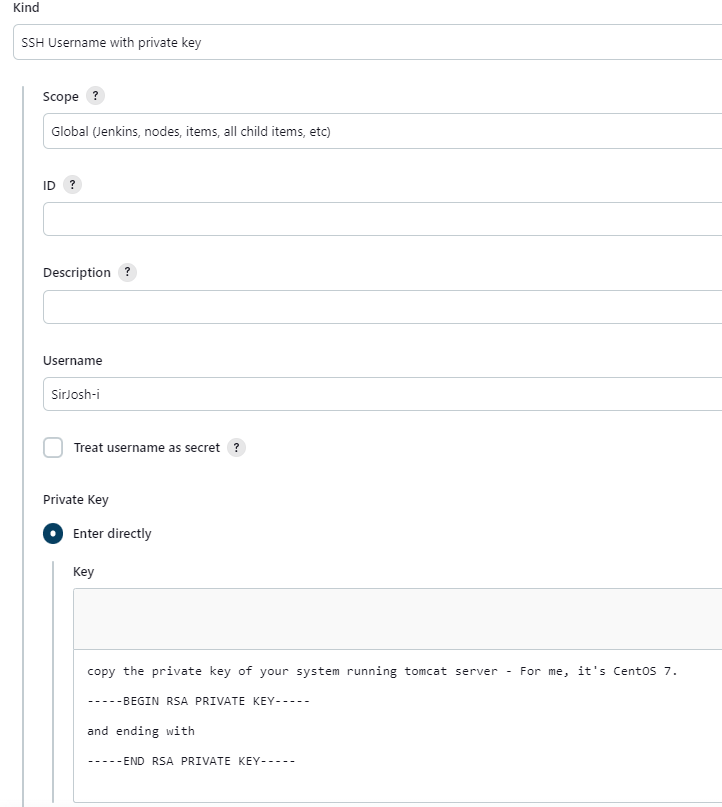 Kind
SSH Username with private key
Scope ?
Global (Jenkins, nodes, items, all child items, etc)
ID ?
Description ?
Username
SirJosh-i
Treat username as secret ?
Private Key
Enter directly
Key
copy the private key of your system running tomcat server - For me, it's CentOS 7.
-----BEGIN RSA PRIVATE KEY-----
and ending with
-----END RSA PRIVATE KEY-----